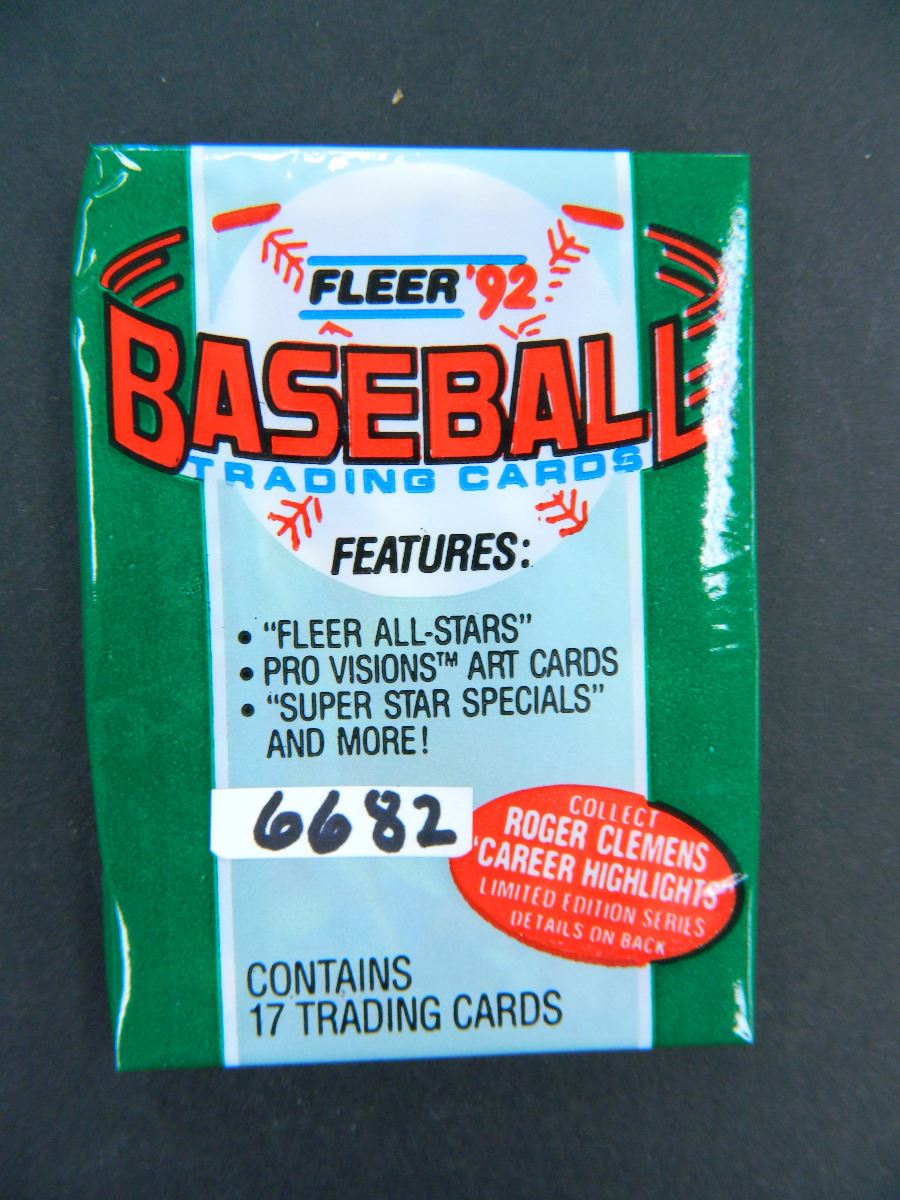 FLEER '92
BASEBALL
TRADING CARDS
FEATURES:
• "FLEER ALL-STARS"
• PRO VISIONS™ ART CARDS
• "SUPER STAR SPECIALS"
AND MORE!
6682
COLLECT
ROGER CLEMENS
'CAREER HIGHLIGHTS'
LIMITED EDITION SERIES
DETAILS ON BACK
CONTAINS
17 TRADING CARDS